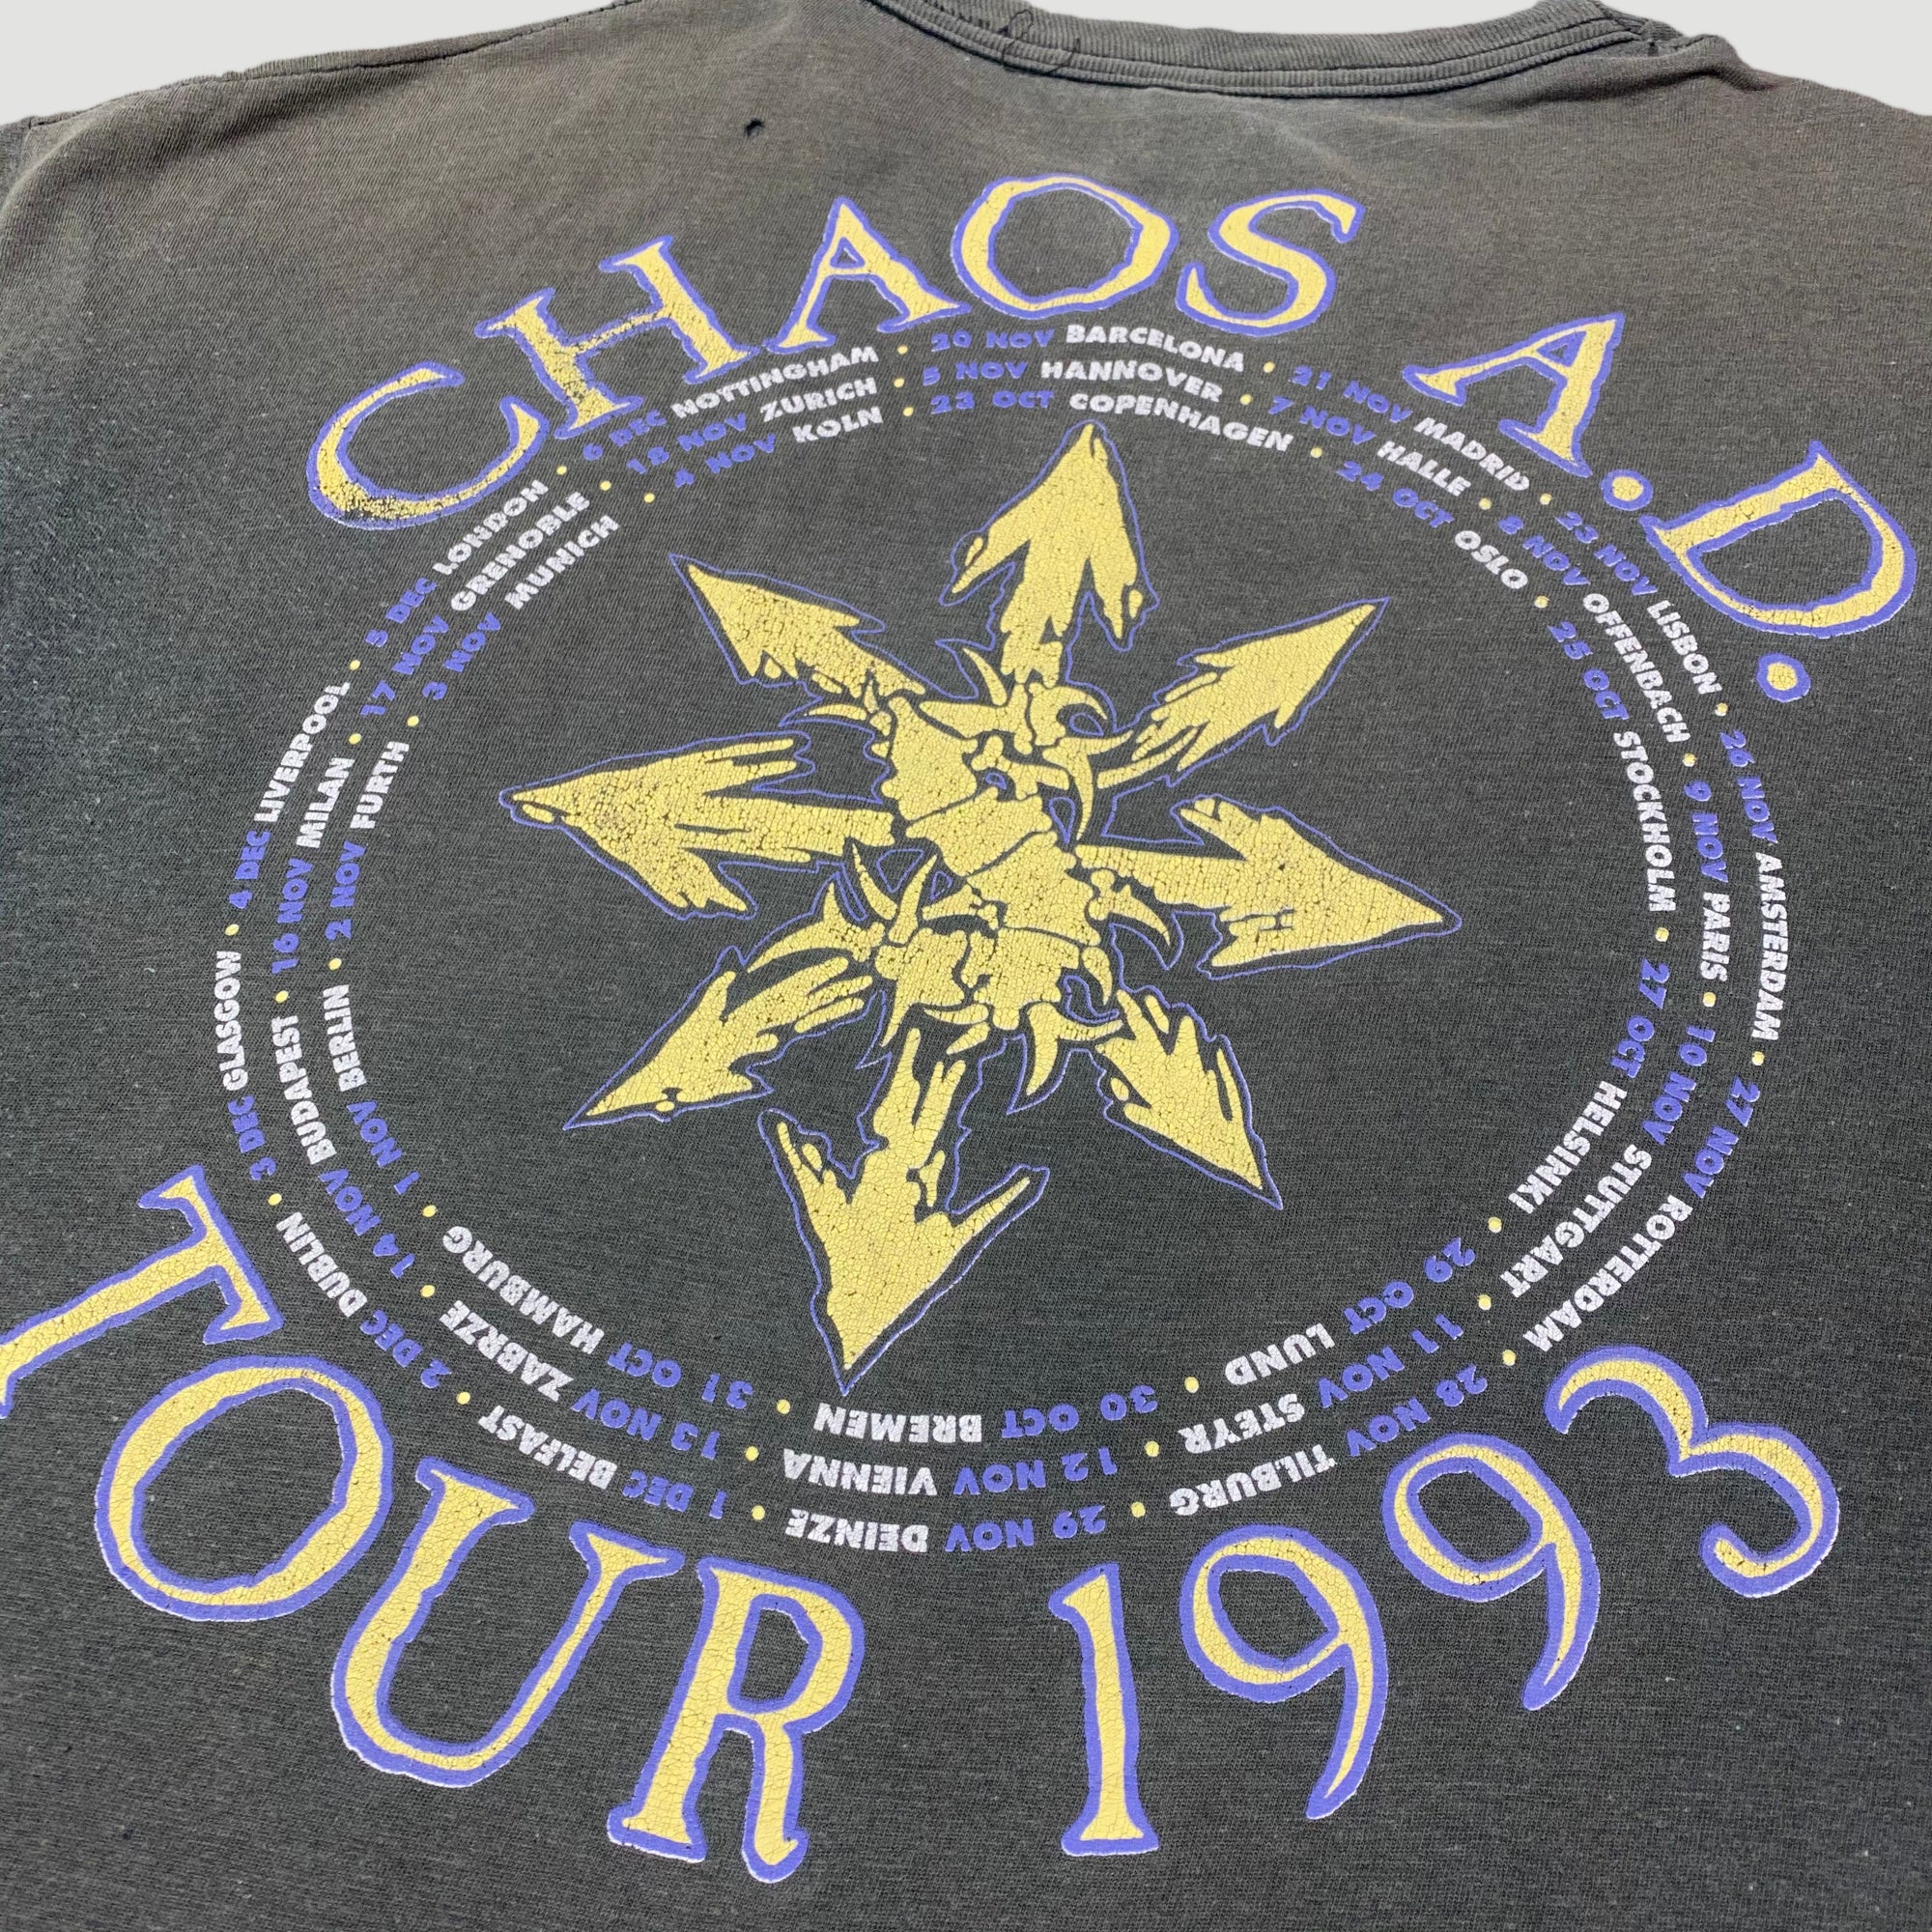 CHAOS A.D.
20 NOV BARCELONA • 21 NOV MADRID • 23 NOV LISBON • 26 NOV AMSTERDAM • 27 NOV ROTTERDAM • 28 NOV TILBURG • 29 NOV DEINZE • 1 DEC BELFAST • 2 DEC DUBLIN • 3 DEC GLASGOW • 4 DEC LIVERPOOL • 5 DEC LONDON • 6 DEC NOTTINGHAM •
5 NOV HANNOVER • 7 NOV HALLE • 8 NOV OFFENBACH • 9 NOV PARIS • 10 NOV STUTTGART • 11 NOV STEYR • 12 NOV VIENNA • 13 NOV ZABRZE • 14 NOV BUDAPEST • 16 NOV MILAN • 17 NOV GRENOBLE • 18 NOV ZURICH •
23 OCT COPENHAGEN • 24 OCT OSLO • 25 OCT STOCKHOLM • 27 OCT HELSINKI • 29 OCT LUND • 30 OCT BREMEN • 31 OCT HAMBURG • 1 NOV BERLIN • 2 NOV FURTH • 3 NOV MUNICH • 4 NOV KOLN •
TOUR 1993